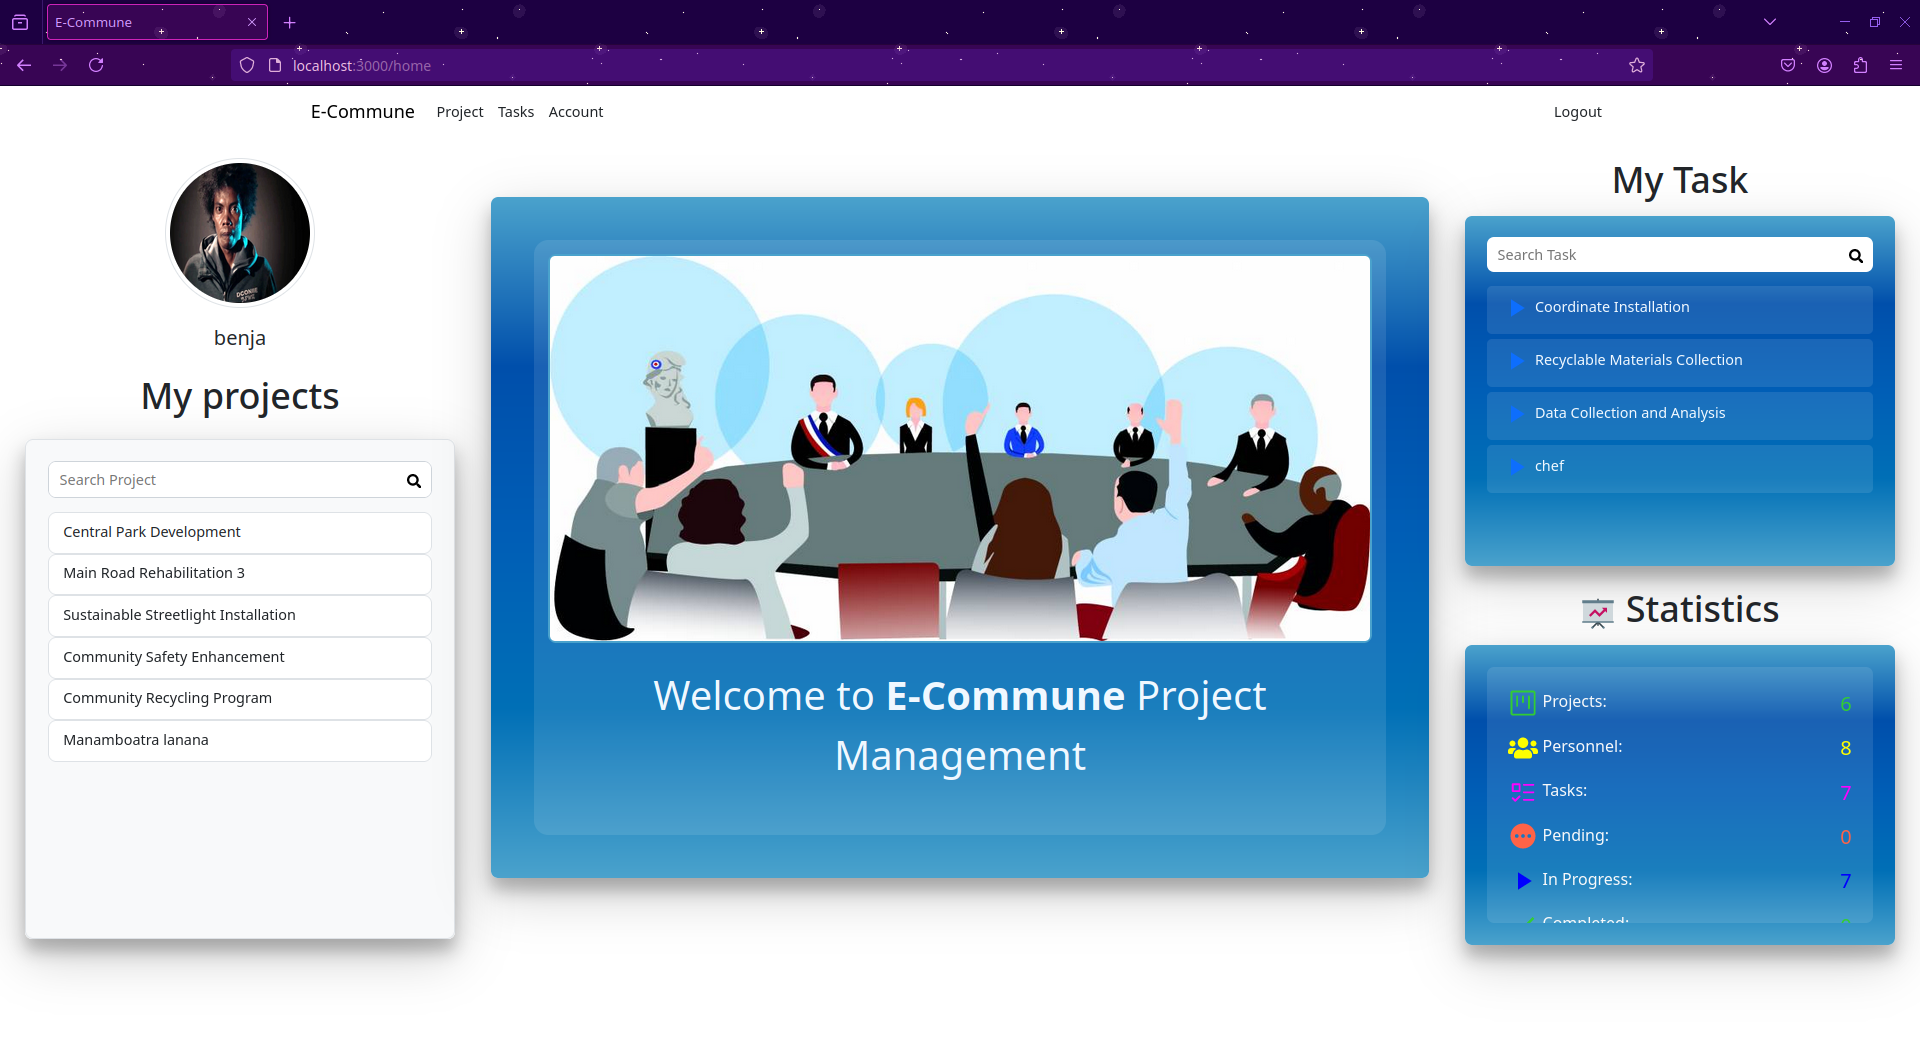 E-Commune
localhost:3000/home
E-Commune Project Tasks Account Logout
benja
My projects
Search Project
Central Park Development
Main Road Rehabilitation 3
Sustainable Streetlight Installation
Community Safety Enhancement
Community Recycling Program
Manamboatra lanana
Welcome to E-Commune Project
Management
My Task
Search Task
Coordinate Installation
Recyclable Materials Collection
Data Collection and Analysis
chef
Statistics
Projects: 6
Personnel: 8
Tasks: 7
Pending: 0
In Progress: 7
Completed: